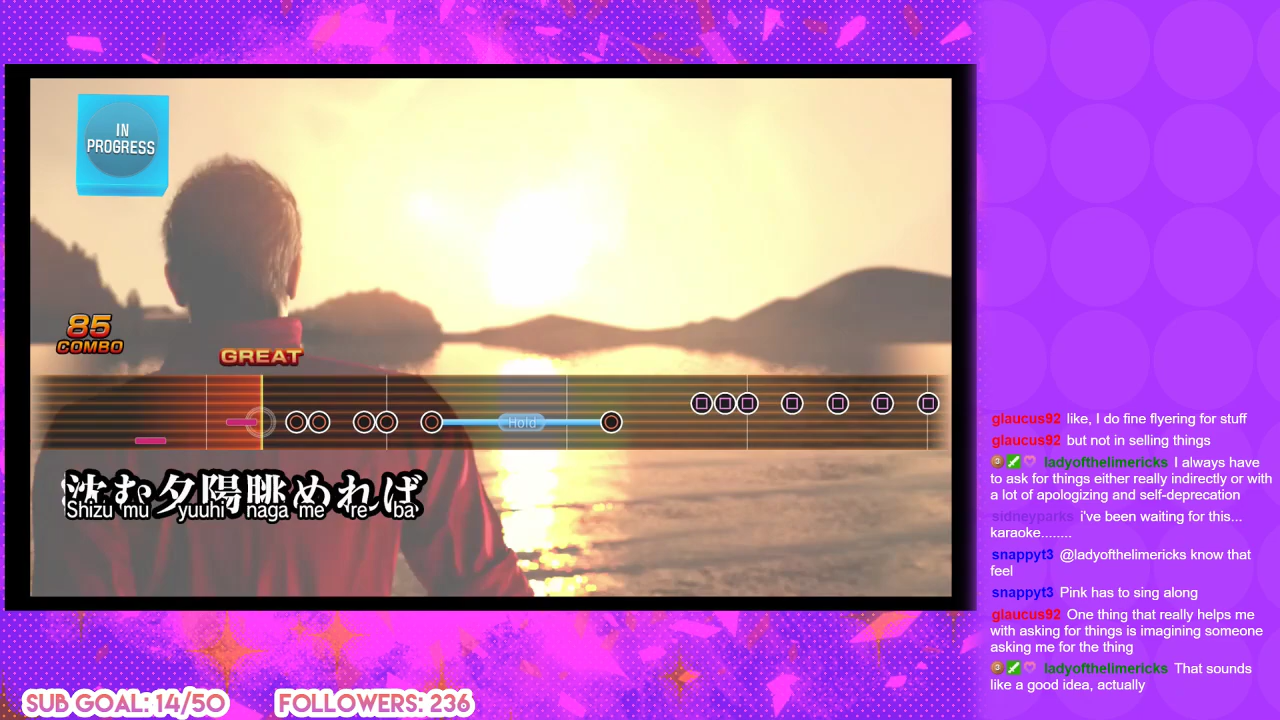 IN
PROGRESS
85
COMBO
GREAT
Hold
沈む夕陽眺めれば
Shizu mu yuuhi naga me re ba
glaucus92 like, I do fine flyering for stuff
glaucus92 but not in selling things
3 ladyofthelimericks I always have
to ask for things either really indirectly or with
a lot of apologizing and self-deprecation
sidneyparks i've been waiting for this...
karaoke........
snappyt3 @ladyofthelimericks know that
feel
snappyt3 Pink has to sing along
glaucus92 One thing that really helps me
with asking for things is imagining someone
asking me for the thing
3 ladyofthelimericks That sounds
like a good idea, actually
SUB GOAL: 14/50
FOLLOWERS: 236